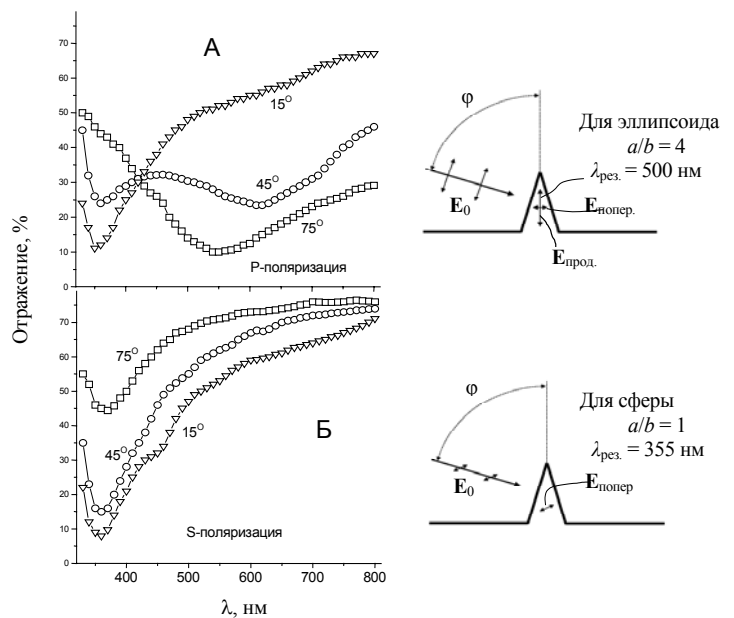 А
70
60
50
40
30
20
10
0
15°
45°
75°
P-поляризация
Отражение, %
70
60
50
40
30
20
10
0
75°
45°
15°
Б
S-поляризация
400 500 600 700 800
λ, нм
φ
E₀
Для эллипсоида
a/b = 4
λрез. = 500 нм
Eпопер.
Eпрод.
φ
E₀
Для сферы
a/b = 1
λрез. = 355 нм
Eпопер